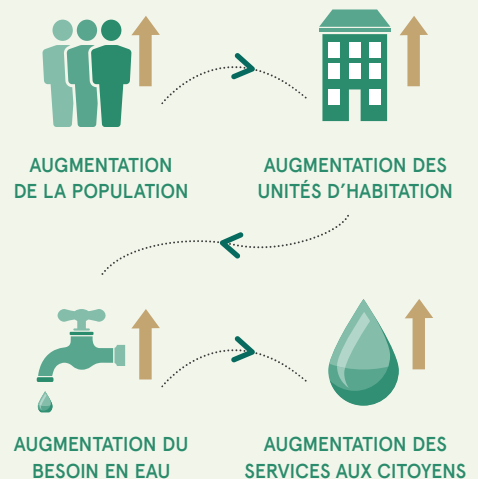 AUGMENTATION
DE LA POPULATION
AUGMENTATION DES
UNITÉS D'HABITATION
AUGMENTATION DU
BESOIN EN EAU
AUGMENTATION DES
SERVICES AUX CITOYENS